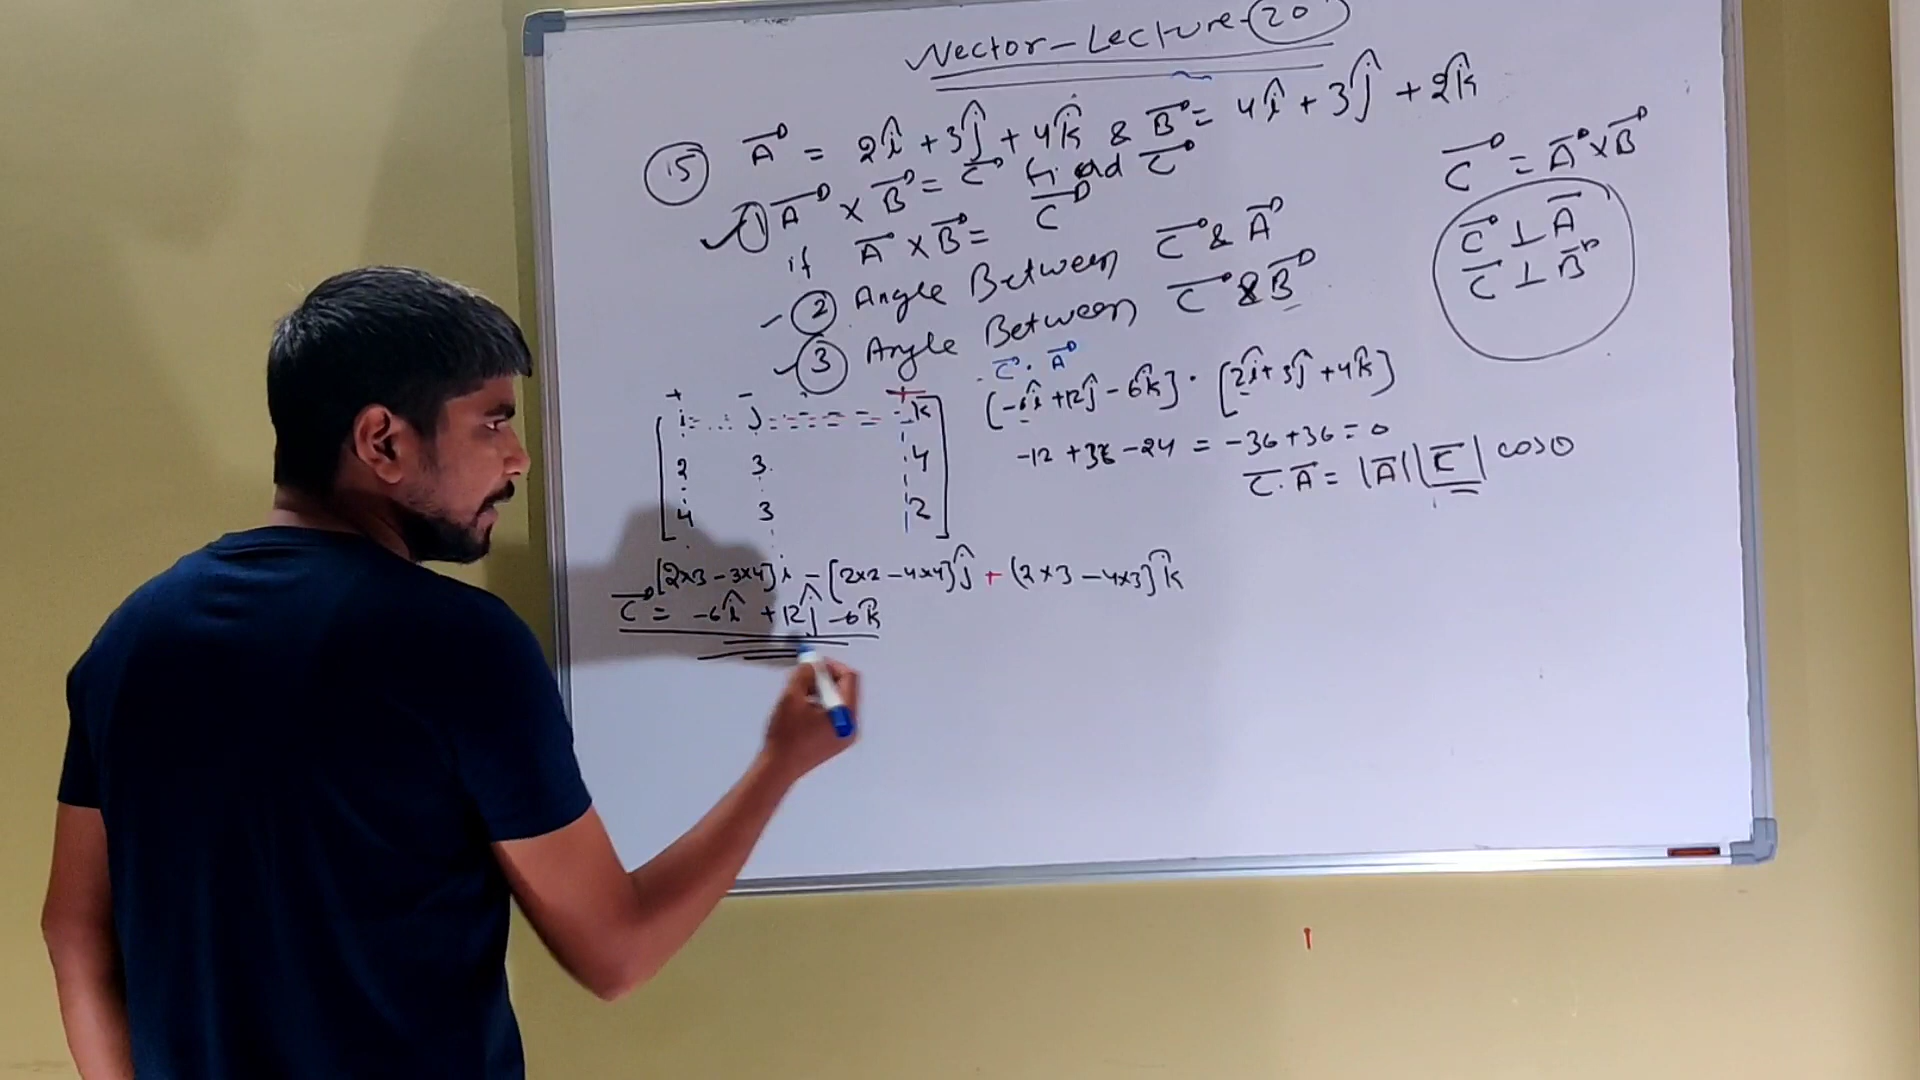 Vector - Lecture - 20
15 A⃗ = 2î + 3ĵ + 4k̂ & B⃗ = 4î + 3ĵ + 2k̂
1) A⃗ × B⃗ = C⃗ find C⃗
if A⃗ × B⃗ = C⃗
- 2 Angle Between C⃗ & A⃗
- 3 Angle Between C⃗ & B⃗
C⃗ = A⃗ × B⃗
C⃗ ⊥ A⃗
C⃗ ⊥ B⃗
+ - +
i j k
2 3 4
4 3 2
[2×3 - 3×4] i - [2×2 - 4×4] ĵ + (2×3 - 4×3] k̂
C⃗ = -6î + 12ĵ - 6k̂
C⃗ . A⃗
[-6î + 12ĵ - 6k̂] · [2î + 3ĵ + 4k̂]
-12 + 36 - 24 = -36 + 36 = 0
C̅ . A̅ = |A̅| |C̅| cosθ